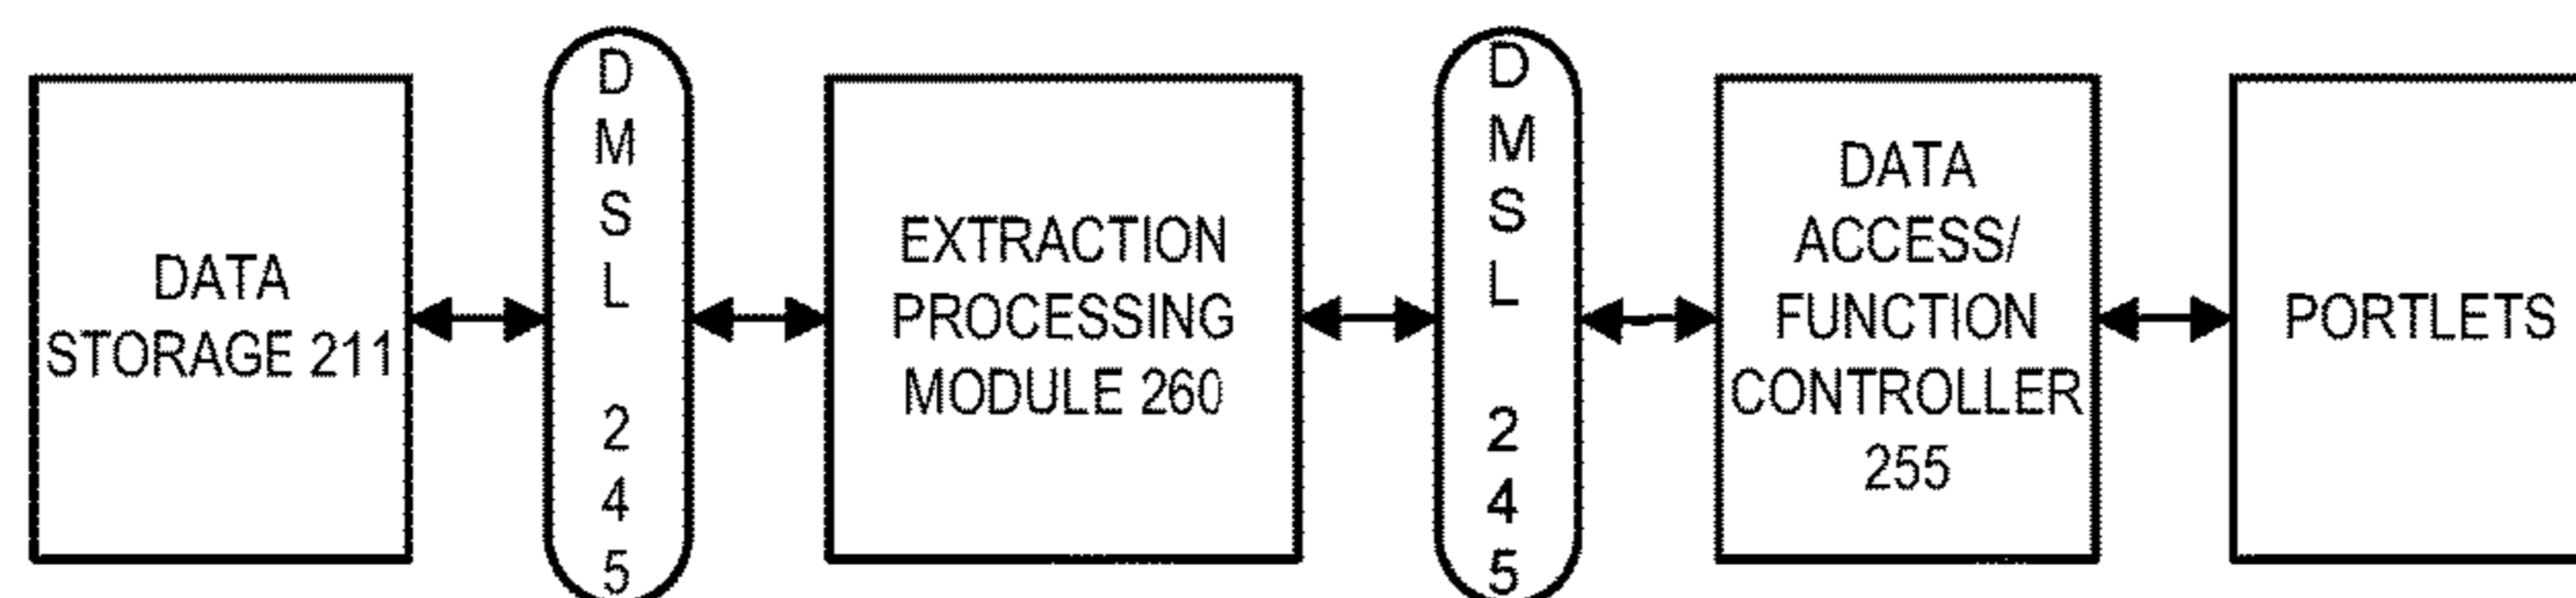 DATA
STORAGE 211
D
M
S
L
2
4
5
EXTRACTION
PROCESSING
MODULE 260
D
M
S
L
2
4
5
DATA
ACCESS/
FUNCTION
CONTROLLER
255
PORTLETS